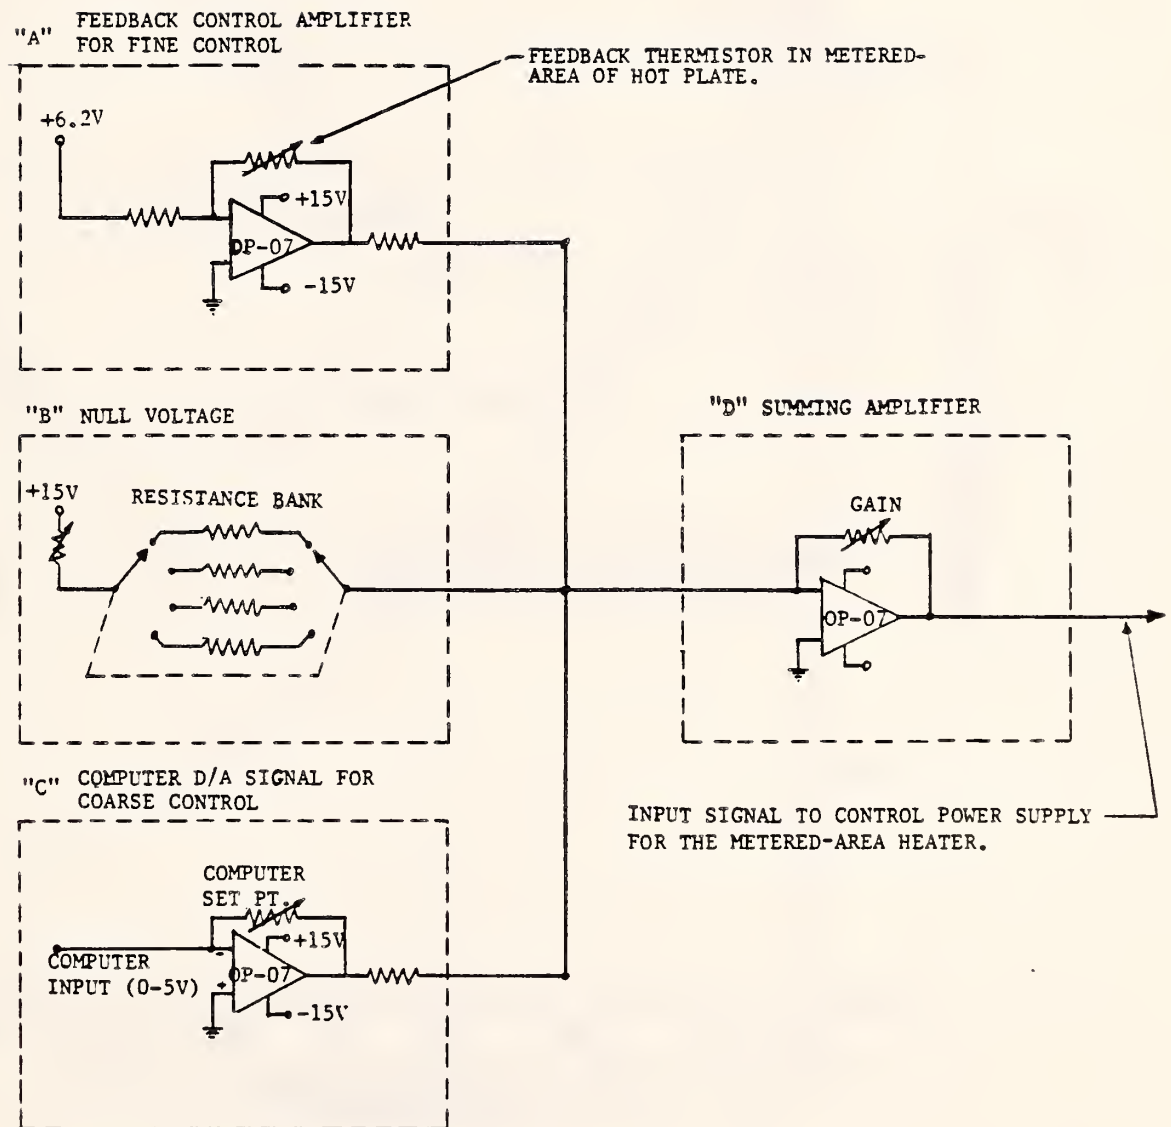 "A" FEEDBACK CONTROL AMPLIFIER
FOR FINE CONTROL
FEEDBACK THERMISTOR IN METERED-
AREA OF HOT PLATE.
+6.2V
+15V
OP-07
-15V
"B" NULL VOLTAGE
+15V
RESISTANCE BANK
"D" SUMMING AMPLIFIER
GAIN
OP-07
"C" COMPUTER D/A SIGNAL FOR
COARSE CONTROL
INPUT SIGNAL TO CONTROL POWER SUPPLY
FOR THE METERED-AREA HEATER.
COMPUTER
SET PT.
+15V
-
COMPUTER
INPUT (0-5V)
+
OP-07
-15V